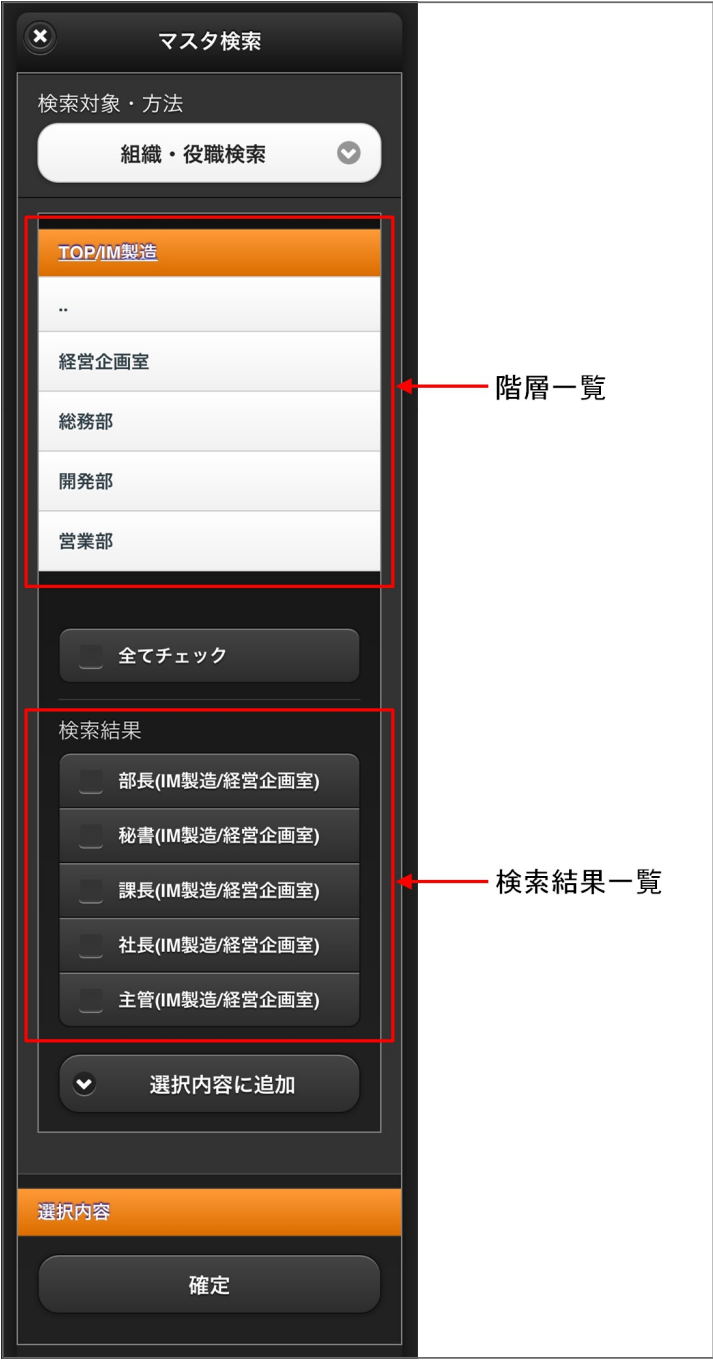 マスタ検索
検索対象・方法
組織・役職検索
TOP/IM製造
..
経営企画室
総務部
開発部
営業部
階層一覧
全てチェック
検索結果
部長(IM製造/経営企画室)
秘書(IM製造/経営企画室)
課長(IM製造/経営企画室)
社長(IM製造/経営企画室)
主管(IM製造/経営企画室)
検索結果一覧
選択内容に追加
選択内容
確定